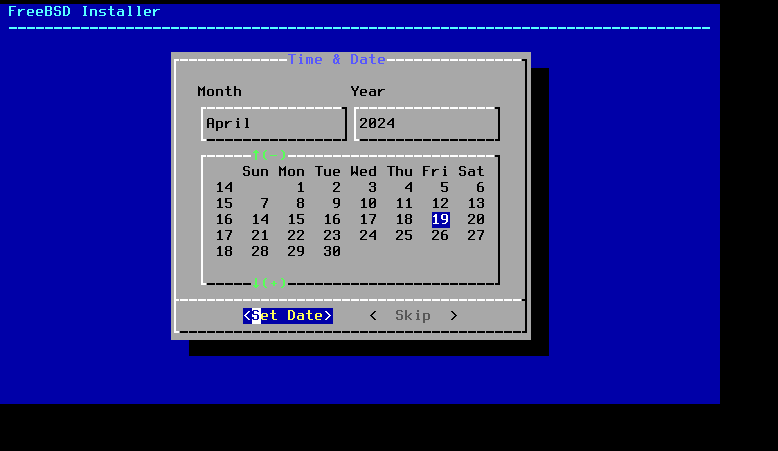 FreeBSD Installer
Time & Date
Month Year
April 2024
↑(-)
Sun Mon Tue Wed Thu Fri Sat
14 1 2 3 4 5 6
15 7 8 9 10 11 12 13
16 14 15 16 17 18 19 20
17 21 22 23 24 25 26 27
18 28 29 30
↓(+)
<Set Date> < Skip >